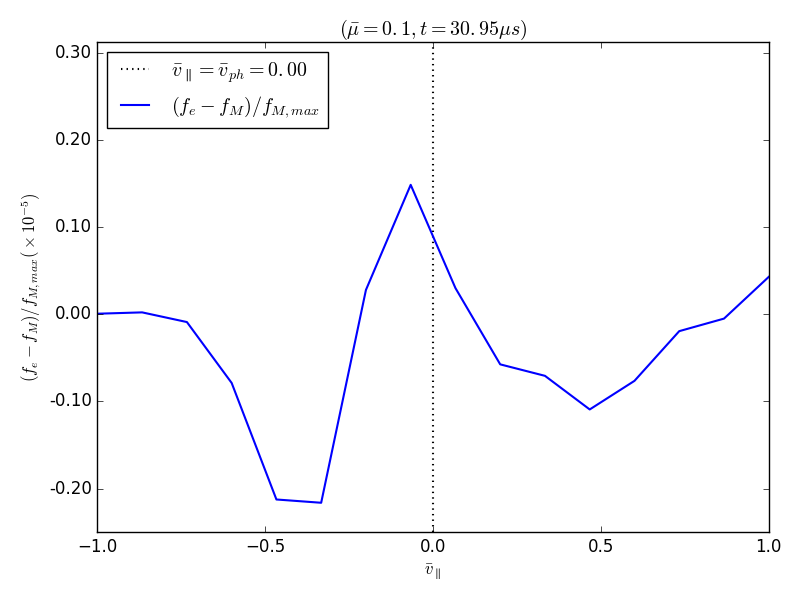 (μ̄ = 0.1, t = 30.95μs)
v̄∥ = v̄ph = 0.00
(fe − fM)/fM,max
(fe − fM)/fM,max(×10⁻⁵)
0.30
0.20
0.10
0.00
-0.10
-0.20
−1.0 −0.5 0.0 0.5 1.0
v̄∥